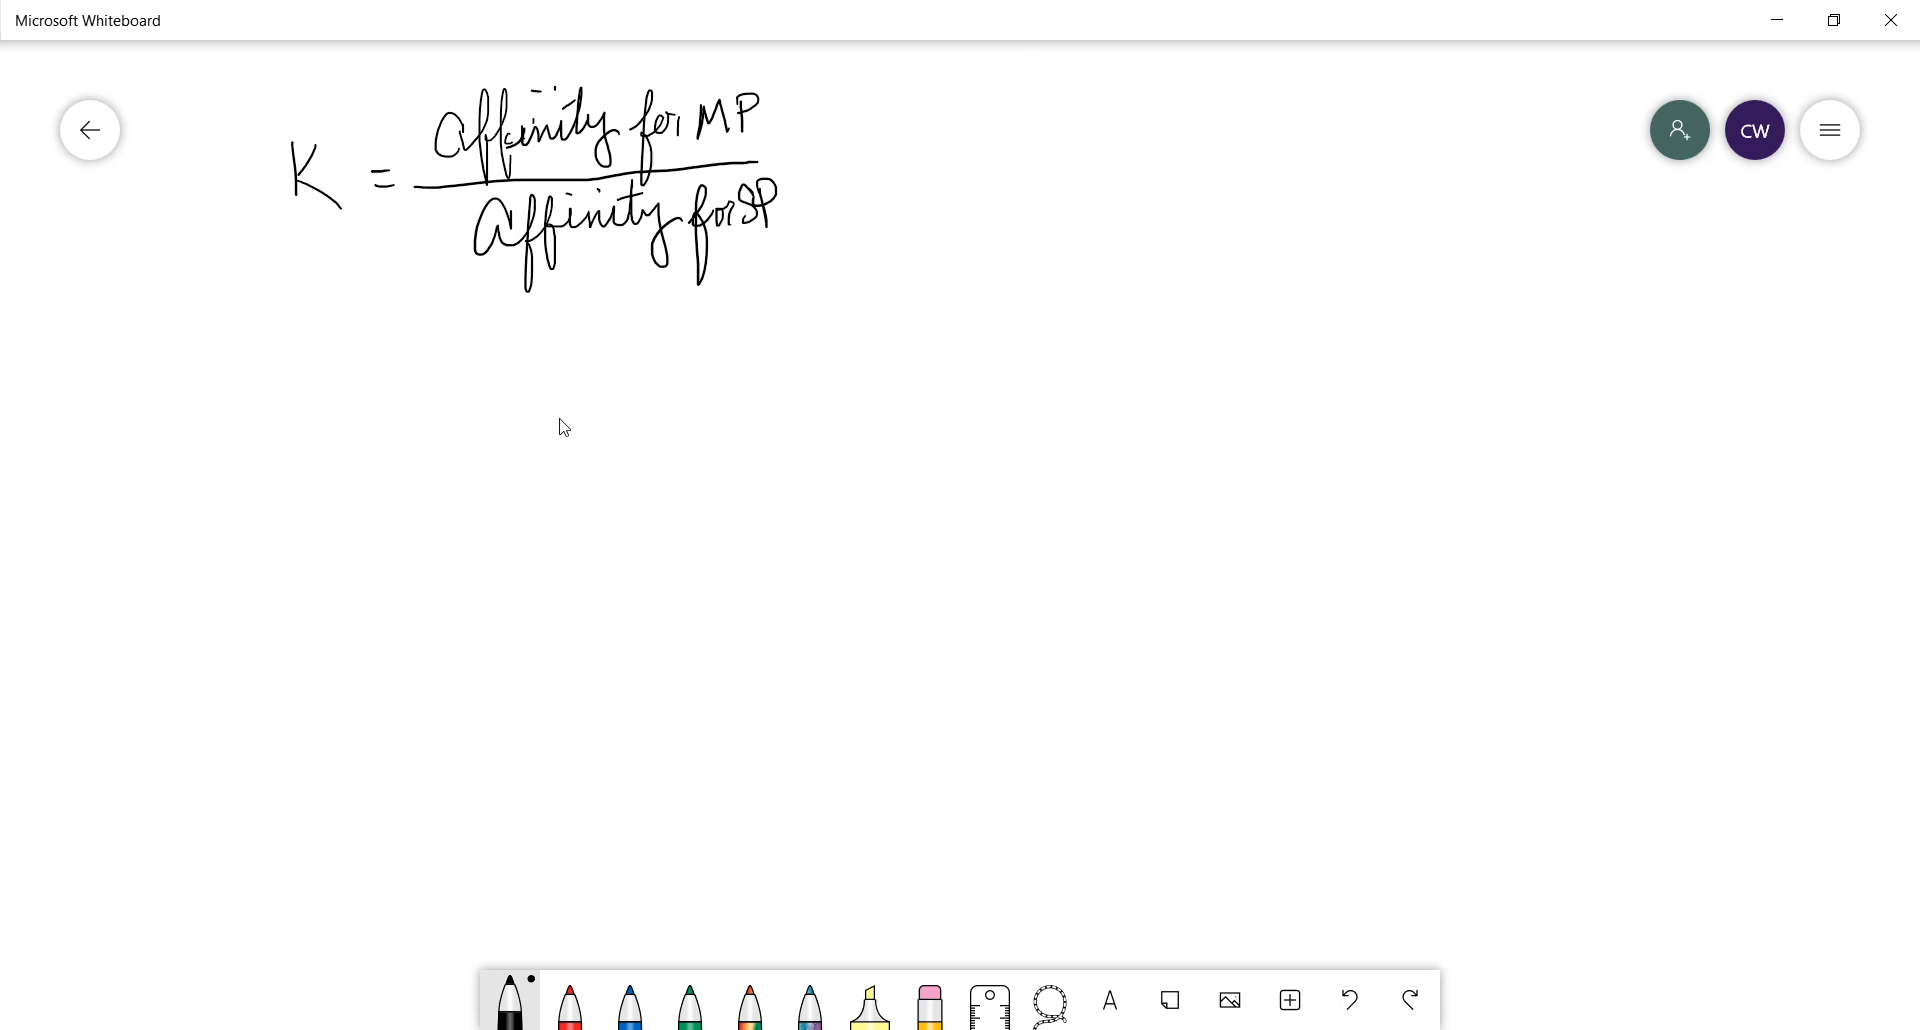 Microsoft Whiteboard
CW
K = affinity for MP
affinity for SP
A